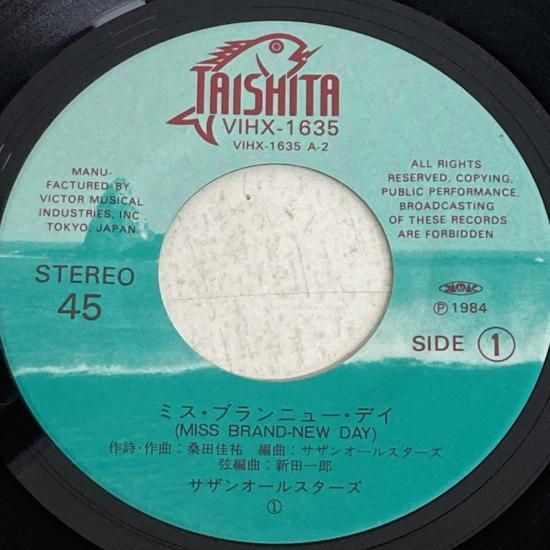 TAISHITA
VIHX-1635
VIHX-1635 A-2
MANU-
FACTURED BY
VICTOR MUSICAL
INDUSTRIES, INC.
TOKYO, JAPAN
ALL RIGHTS
RESERVED, COPYING,
PUBLIC PERFORMANCE,
BROADCASTING
OF THESE RECORDS
ARE FORBIDDEN
STEREO
45
Ⓟ1984
SIDE ①
ミス・ブランニュー・デイ
(MISS BRAND-NEW DAY)
作詩・作曲：桑田佳祐 編曲：サザンオールスターズ
弦編曲：新田一郎
サザンオールスターズ
①